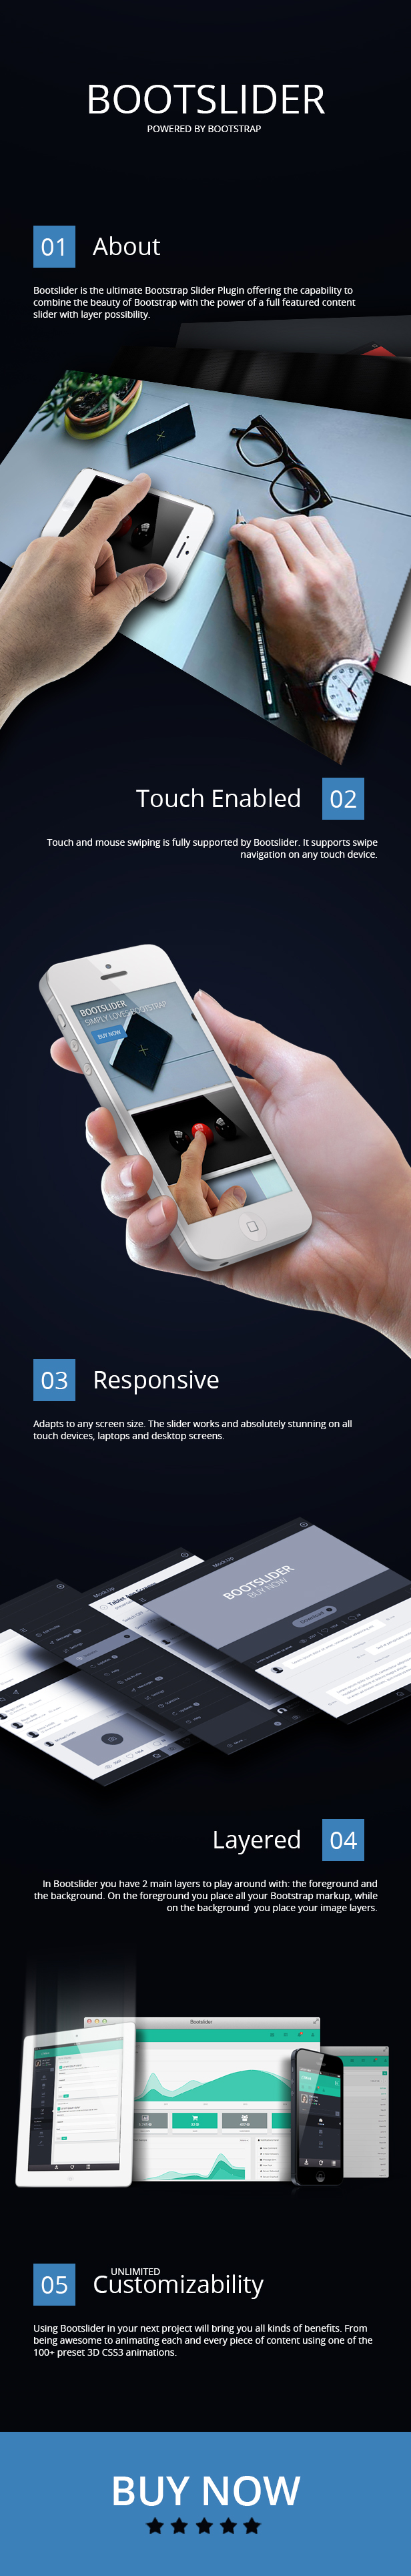 BOOTSLIDER
POWERED BY BOOTSTRAP
01 About
Bootslider is the ultimate Bootstrap Slider Plugin offering the capability to
combine the beauty of Bootstrap with the power of a full featured content
slider with layer possibility.
Touch Enabled 02
Touch and mouse swiping is fully supported by Bootslider. It supports swipe
navigation on any touch device.
BOOTSLIDER
SIMPLY LOVES BOOTSTRAP
BUY NOW
03 Responsive
Adapts to any screen size. The slider works and absolutely stunning on all
touch devices, laptops and desktop screens.
Mock Up
Mock Up
BOOTSLIDER
BUY NOW
Layered 04
In Bootslider you have 2 main layers to play around with: the foreground and
the background. On the foreground you place all your Bootstrap markup, while
on the background you place your image layers.
Bootslider
UNLIMITED
05 Customizability
Using Bootslider in your next project will bring you all kinds of benefits. From
being awesome to animating each and every piece of content using one of the
100+ preset 3D CSS3 animations.
BUY NOW